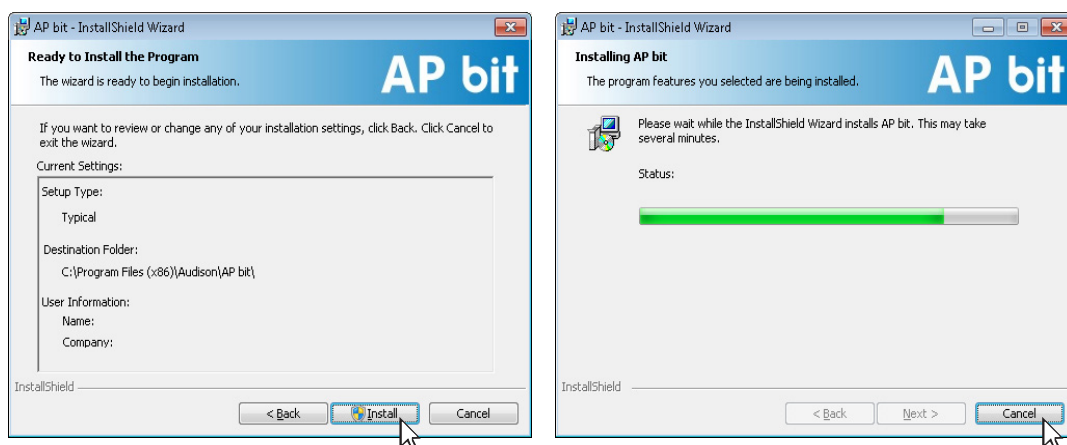 AP bit - InstallShield Wizard
Ready to Install the Program
The wizard is ready to begin installation.
AP bit
If you want to review or change any of your installation settings, click Back. Click Cancel to
exit the wizard.
Current Settings:
Setup Type:
Typical
Destination Folder:
C:\Program Files (x86)\Audison\AP bit\
User Information:
Name:
Company:
InstallShield
< Back
Install
Cancel
AP bit - InstallShield Wizard
Installing AP bit
The program features you selected are being installed.
AP bit
Please wait while the InstallShield Wizard installs AP bit. This may take
several minutes.
Status:
InstallShield
< Back
Next >
Cancel